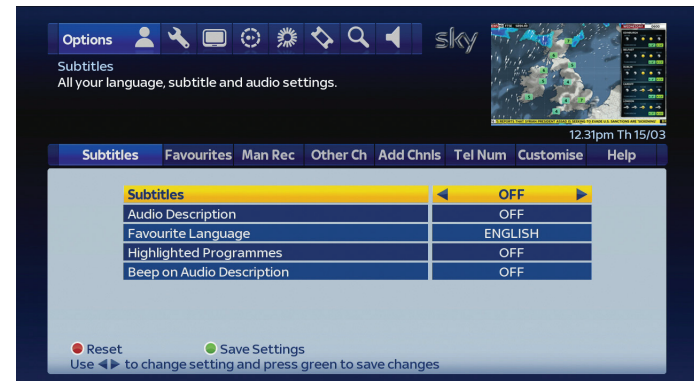 Options
sky
Subtitles
All your language, subtitle and audio settings.
12.31pm Th 15/03
Subtitles Favourites Man Rec Other Ch Add Chnls Tel Num Customise Help
Subtitles OFF
Audio Description OFF
Favourite Language ENGLISH
Highlighted Programmes OFF
Beep on Audio Description OFF
Reset Save Settings
Use ◀▶ to change setting and press green to save changes